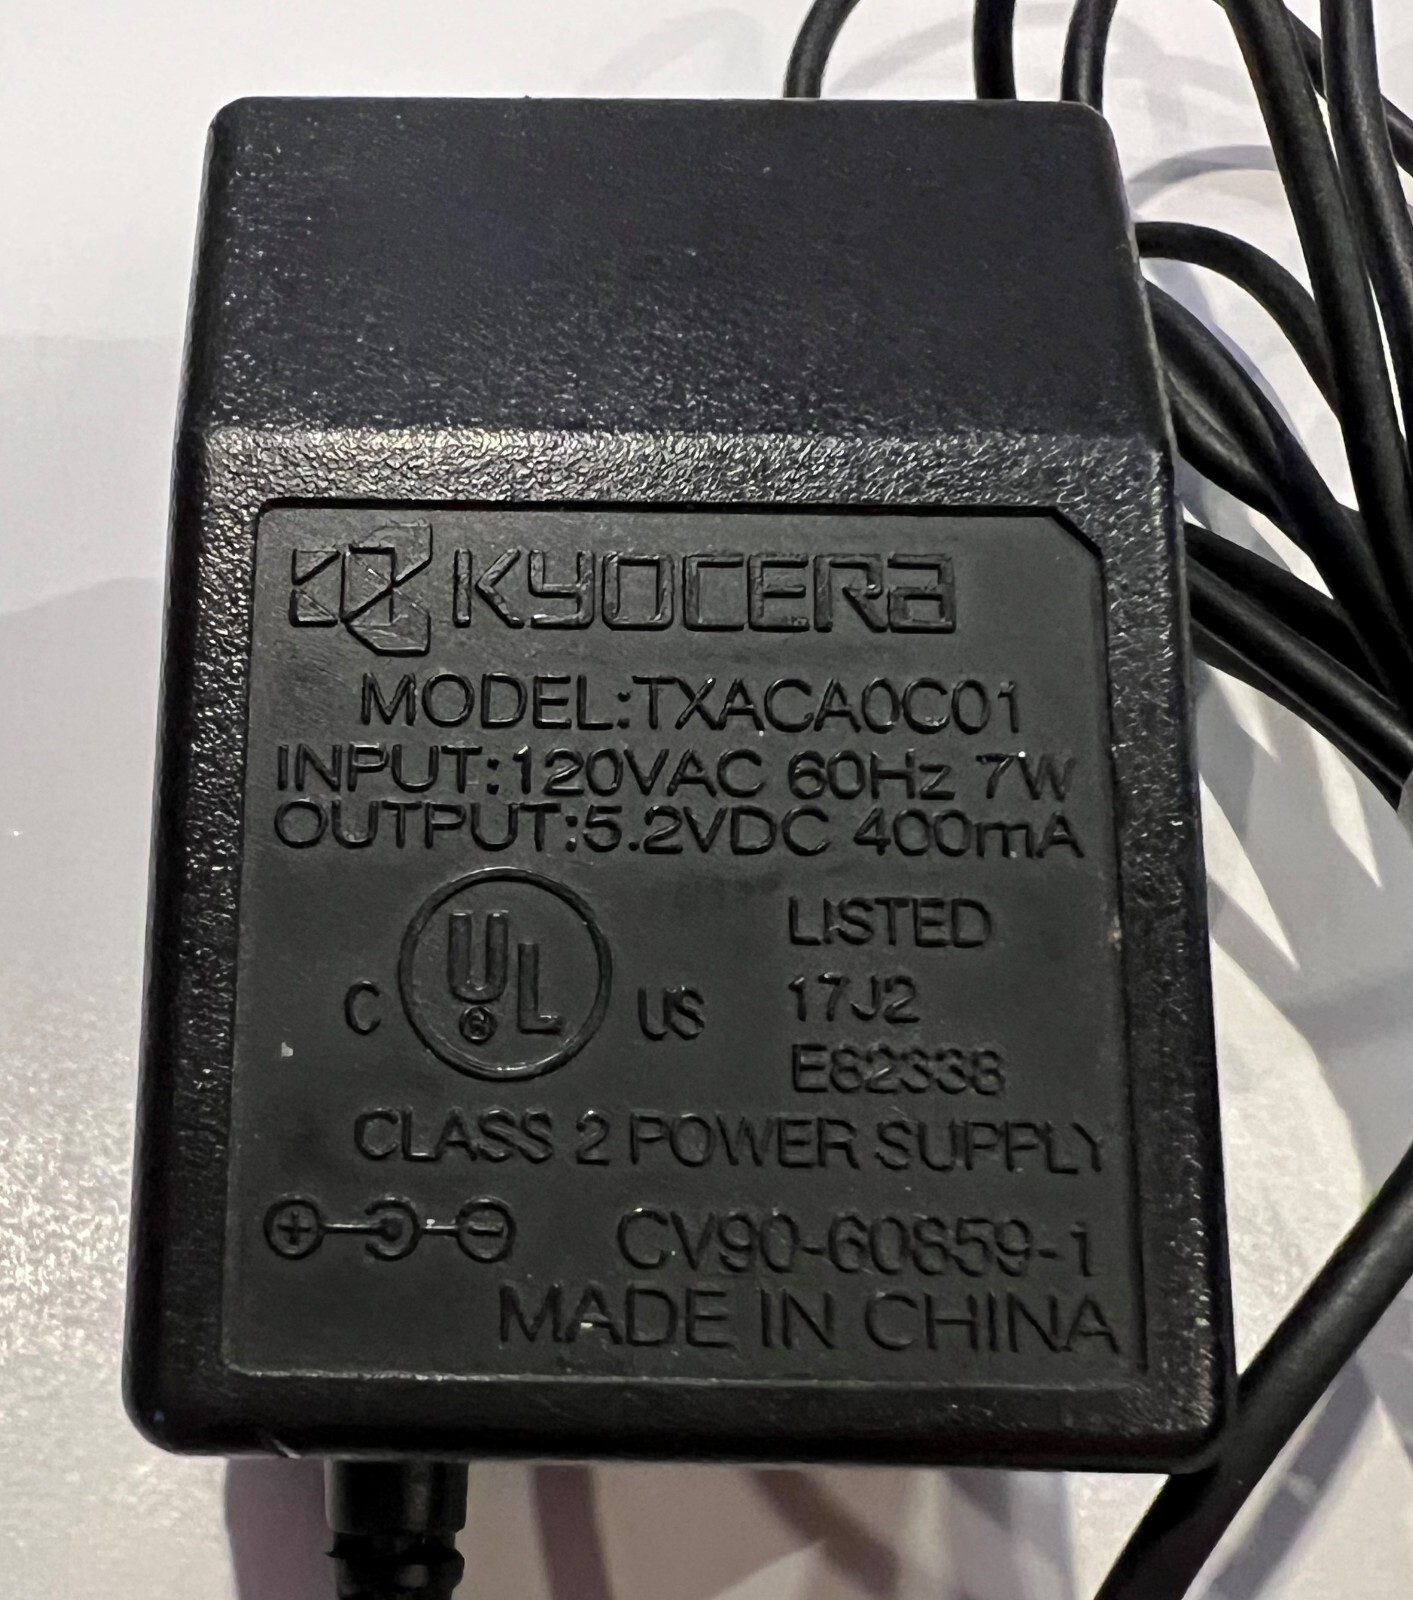 KYOCERA
MODEL:TXACA0C01
INPUT:120VAC 60Hz 7W
OUTPUT:5.2VDC 400mA
C UL® US
LISTED
17J2
E82338
CLASS 2 POWER SUPPLY
CV90-60859-1
MADE IN CHINA